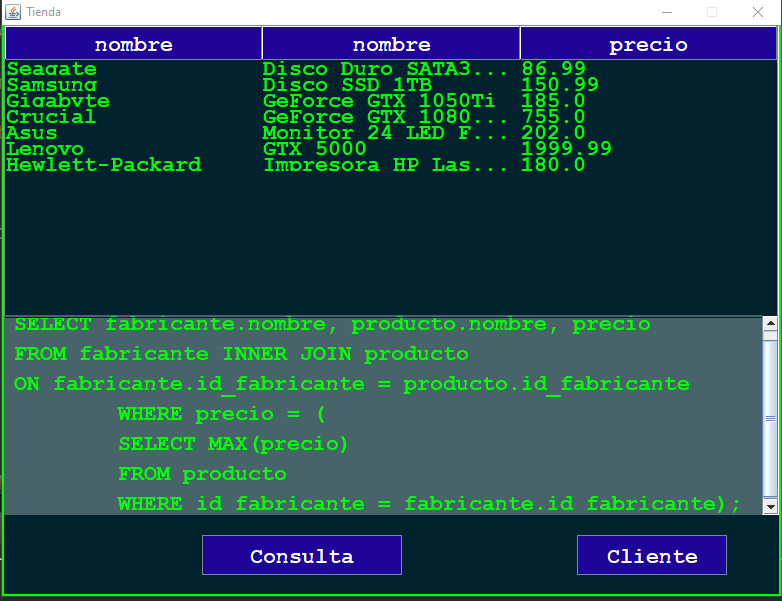 Tienda
nombre nombre precio
Seagate Disco Duro SATA3... 86.99
Samsung Disco SSD 1TB 150.99
Gigabyte GeForce GTX 1050Ti 185.0
Crucial GeForce GTX 1080... 755.0
Asus Monitor 24 LED F... 202.0
Lenovo GTX 5000 1999.99
Hewlett-Packard Impresora HP Las... 180.0
SELECT fabricante.nombre, producto.nombre, precio
FROM fabricante INNER JOIN producto
ON fabricante.id_fabricante = producto.id_fabricante
WHERE precio = (
SELECT MAX(precio)
FROM producto
WHERE id_fabricante = fabricante.id_fabricante);
Consulta Cliente